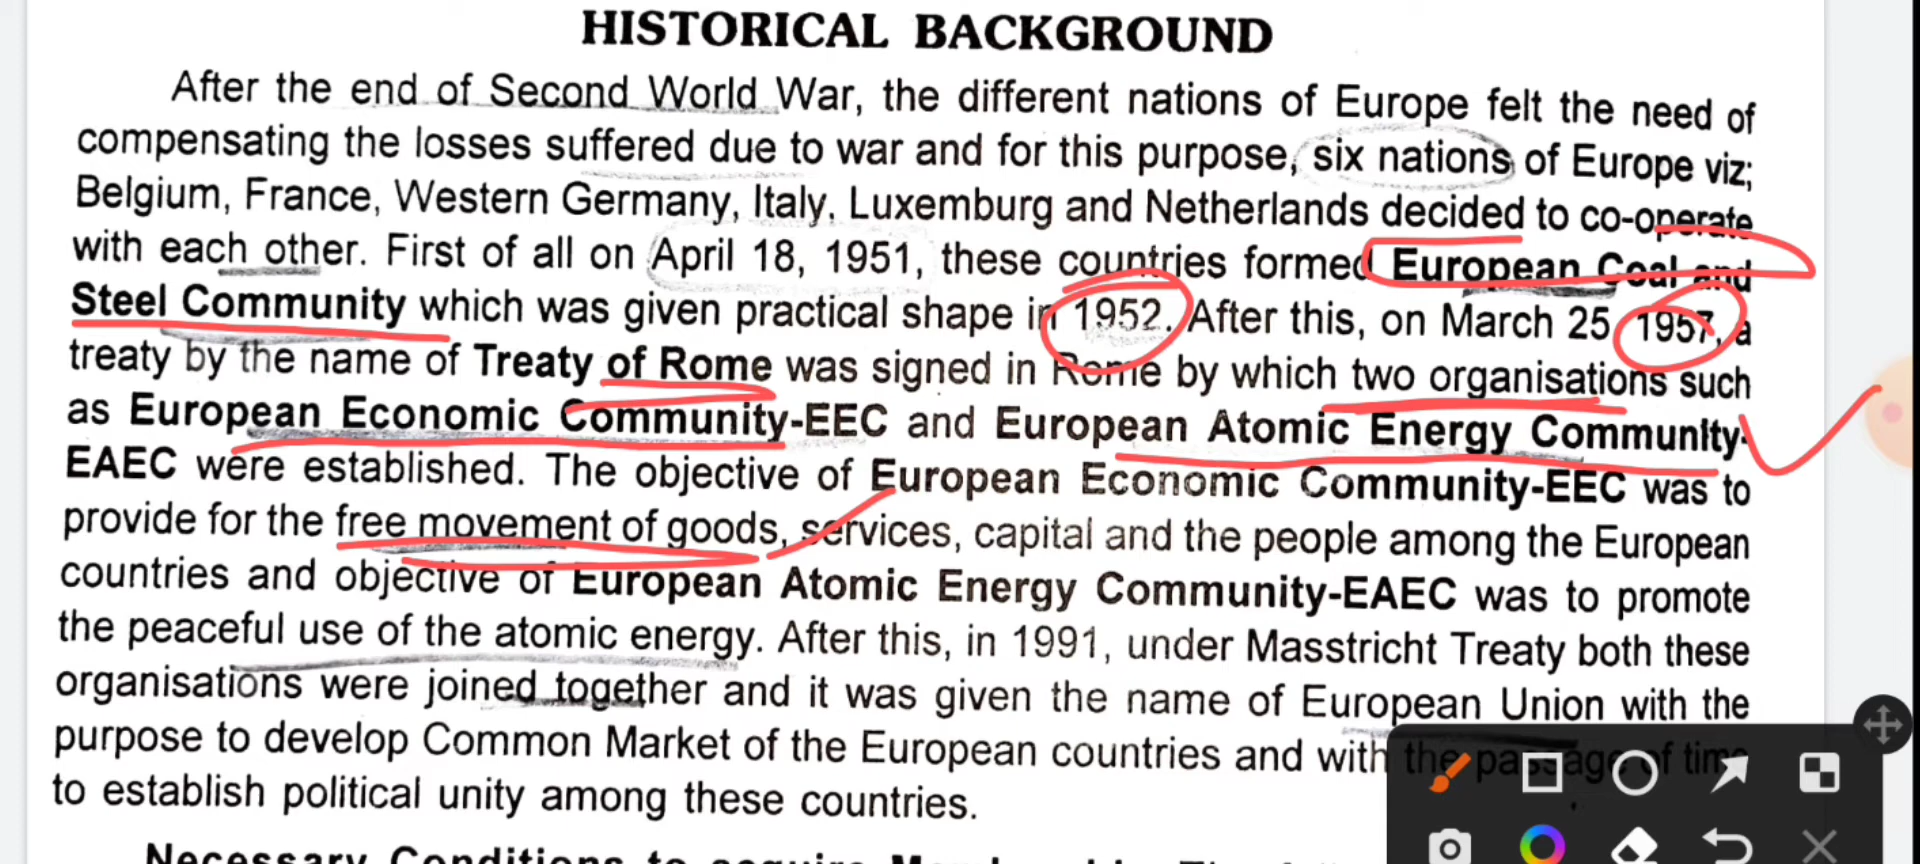 HISTORICAL BACKGROUND
After the end of Second World War, the different nations of Europe felt the need of
compensating the losses suffered due to war and for this purpose, six nations of Europe viz;
Belgium, France, Western Germany, Italy, Luxemburg and Netherlands decided to co-operate
with each other. First of all on April 18, 1951, these countries formed European Coal and
Steel Community which was given practical shape in 1952. After this, on March 25, 1957, a
treaty by the name of Treaty of Rome was signed in Rome by which two organisations such
as European Economic Community-EEC and European Atomic Energy Community-
EAEC were established. The objective of European Economic Community-EEC was to
provide for the free movement of goods, services, capital and the people among the European
countries and objective of European Atomic Energy Community-EAEC was to promote
the peaceful use of the atomic energy. After this, in 1991, under Masstricht Treaty both these
organisations were joined together and it was given the name of European Union with the
purpose to develop Common Market of the European countries and with the passage of time
to establish political unity among these countries.
Necessary Conditions to acquire